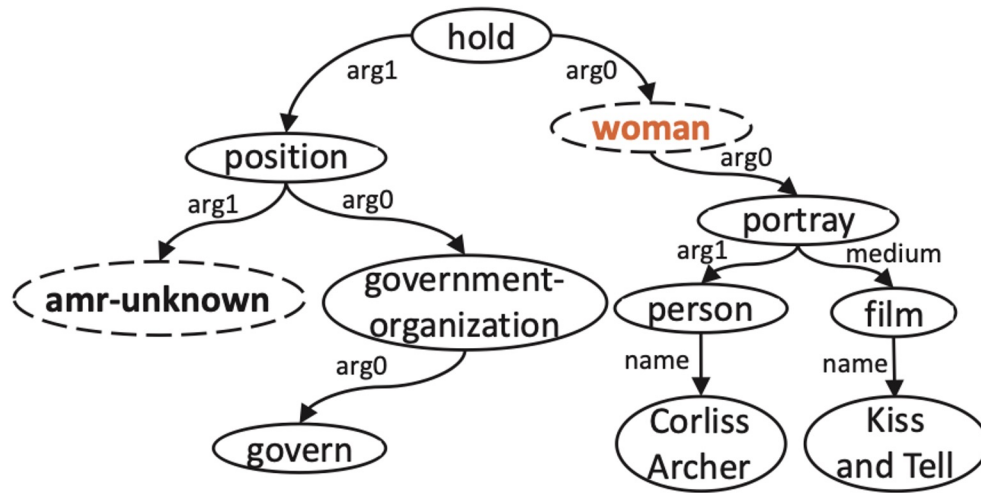 hold
arg1
arg0
woman
position
arg0
arg1
arg0
portray
arg1
medium
amr-unknown
government-
organization
person
film
arg0
name
name
govern
Corliss
Archer
Kiss
and Tell